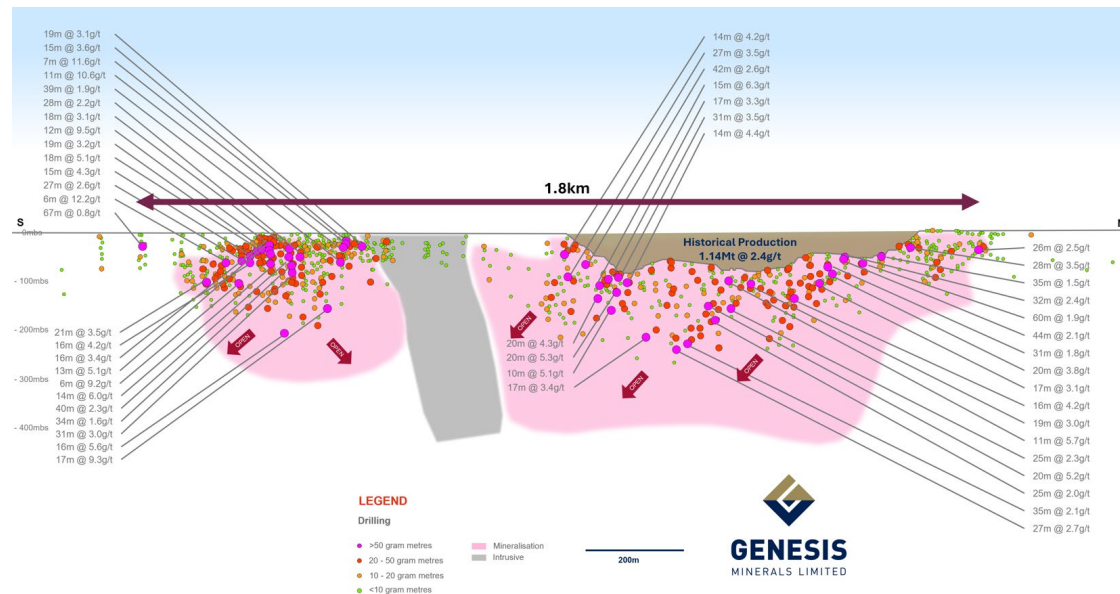 19m @ 3.1g/t
15m @ 3.6g/t
7m @ 11.6g/t
11m @ 10.6g/t
39m @ 1.9g/t
28m @ 2.2g/t
18m @ 3.1g/t
12m @ 9.5g/t
19m @ 3.2g/t
18m @ 5.1g/t
15m @ 4.3g/t
27m @ 2.6g/t
6m @ 12.2g/t
67m @ 0.8g/t
14m @ 4.2g/t
27m @ 3.5g/t
42m @ 2.6g/t
15m @ 6.3g/t
17m @ 3.3g/t
31m @ 3.5g/t
14m @ 4.4g/t
1.8km
S
0mbs
- 100mbs
- 200mbs
- 300mbs
- 400mbs
Historical Production
1.14Mt @ 2.4g/t
OPEN
OPEN
OPEN
OPEN
OPEN
21m @ 3.5g/t
16m @ 4.2g/t
16m @ 3.4g/t
13m @ 5.1g/t
6m @ 9.2g/t
14m @ 6.0g/t
40m @ 2.3g/t
34m @ 1.6g/t
31m @ 3.0g/t
16m @ 5.6g/t
17m @ 9.3g/t
20m @ 4.3g/t
20m @ 5.3g/t
10m @ 5.1g/t
17m @ 3.4g/t
26m @ 2.5g/t
28m @ 3.5g/t
35m @ 1.5g/t
32m @ 2.4g/t
60m @ 1.9g/t
44m @ 2.1g/t
31m @ 1.8g/t
20m @ 3.8g/t
17m @ 3.1g/t
16m @ 4.2g/t
19m @ 3.0g/t
11m @ 5.7g/t
25m @ 2.3g/t
20m @ 5.2g/t
25m @ 2.0g/t
35m @ 2.1g/t
27m @ 2.7g/t
LEGEND
Drilling
>50 gram metres
20 - 50 gram metres
10 - 20 gram metres
<10 gram metres
Mineralisation
Intrusive
200m
GENESIS
MINERALS LIMITED